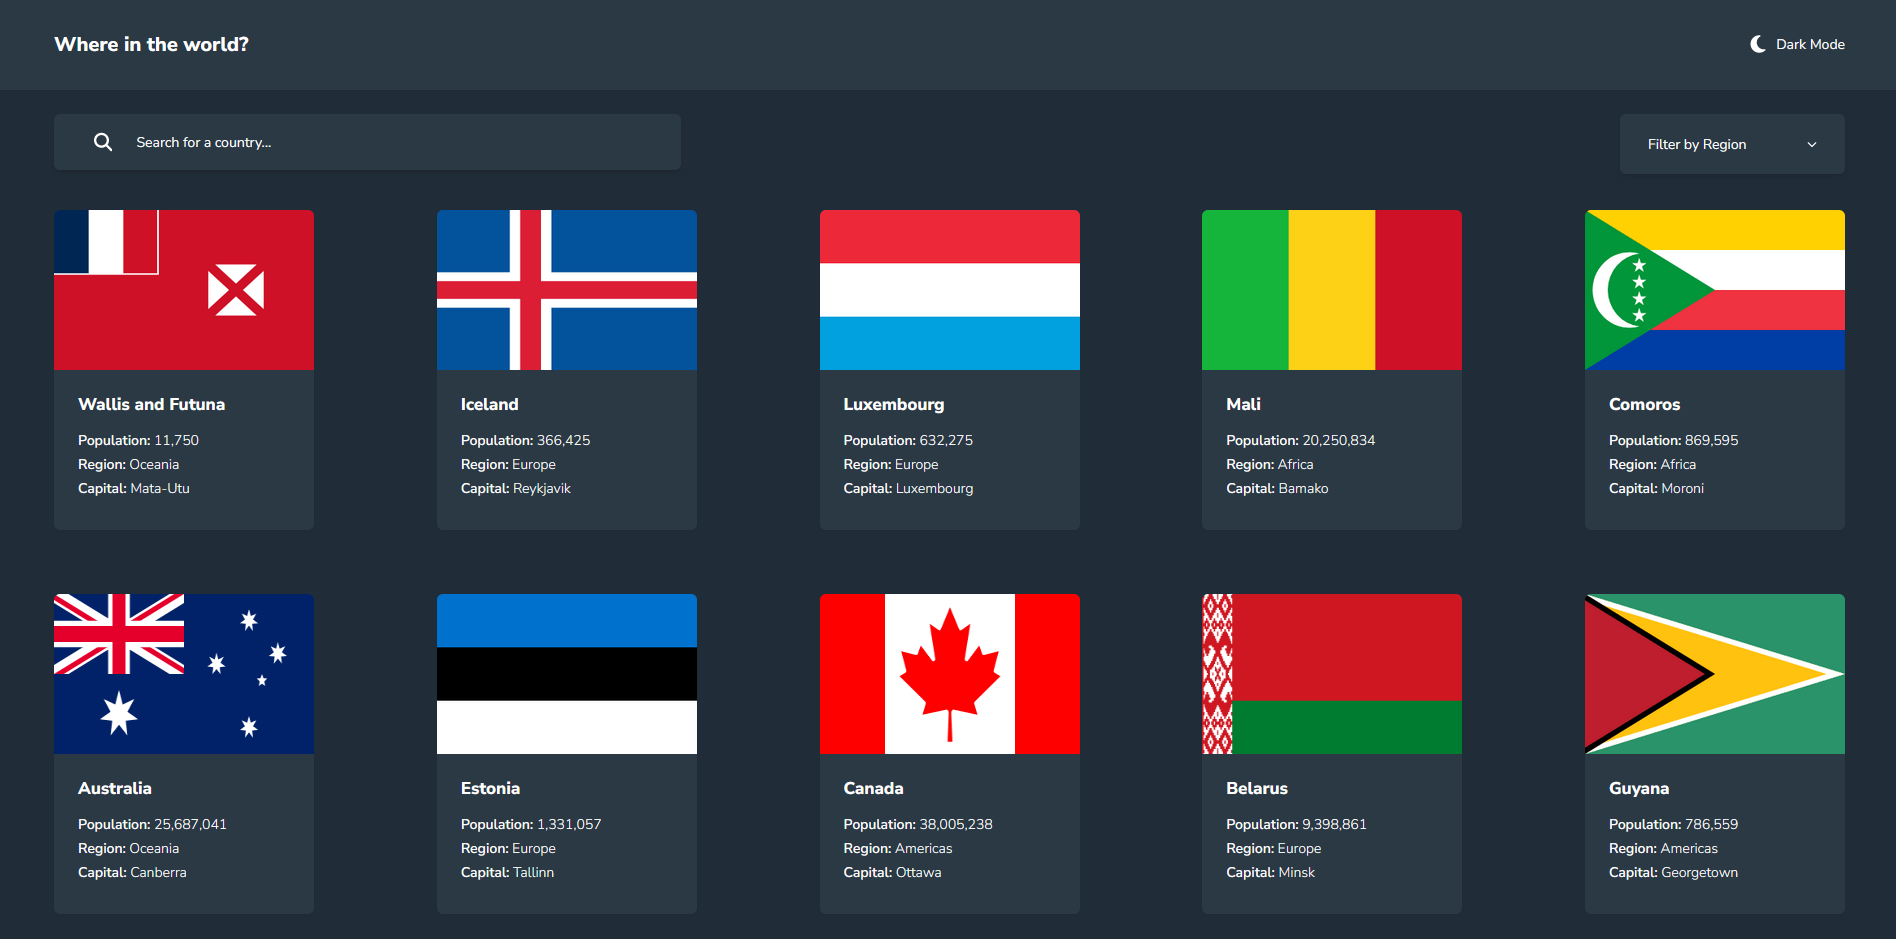 Where in the world?
Dark Mode
Search for a country...
Filter by Region
Wallis and Futuna
Population: 11,750
Region: Oceania
Capital: Mata-Utu
Iceland
Population: 366,425
Region: Europe
Capital: Reykjavik
Luxembourg
Population: 632,275
Region: Europe
Capital: Luxembourg
Mali
Population: 20,250,834
Region: Africa
Capital: Bamako
Comoros
Population: 869,595
Region: Africa
Capital: Moroni
Australia
Population: 25,687,041
Region: Oceania
Capital: Canberra
Estonia
Population: 1,331,057
Region: Europe
Capital: Tallinn
Canada
Population: 38,005,238
Region: Americas
Capital: Ottawa
Belarus
Population: 9,398,861
Region: Europe
Capital: Minsk
Guyana
Population: 786,559
Region: Americas
Capital: Georgetown